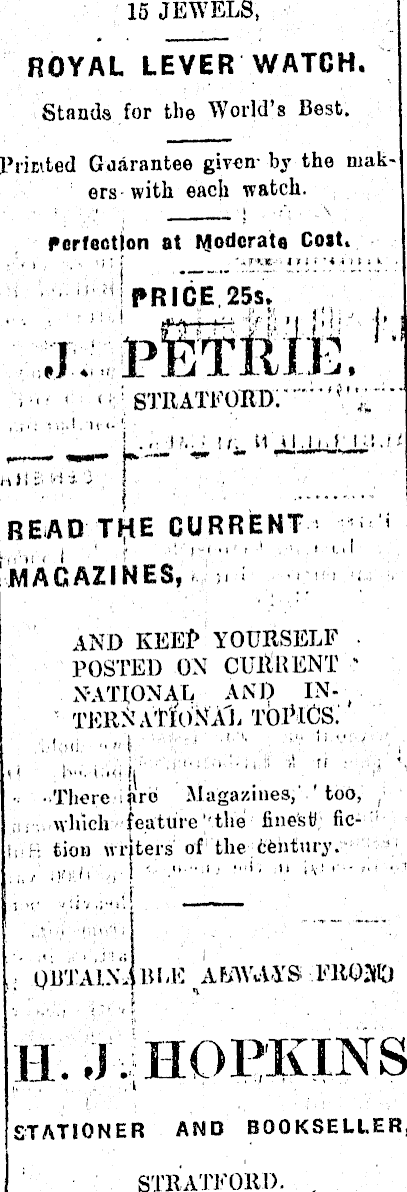 15 JEWELS,
ROYAL LEVER WATCH.
Stands for the World's Best.
Printed Guarantee given by the mak-
ers with each watch.
Perfection at Moderate Cost.
PRICE 25s.
J. PETRIE,
STRATFORD.
READ THE CURRENT
MAGAZINES,
AND KEEP YOURSELF
POSTED ON CURRENT
NATIONAL AND IN-
TERNATIONAL TOPICS.
There are Magazines, too,
which feature the finest fic-
tion writers of the century.
OBTAINABLE ALWAYS FROM
H. J. HOPKINS
STATIONER AND BOOKSELLER,
STRATFORD.